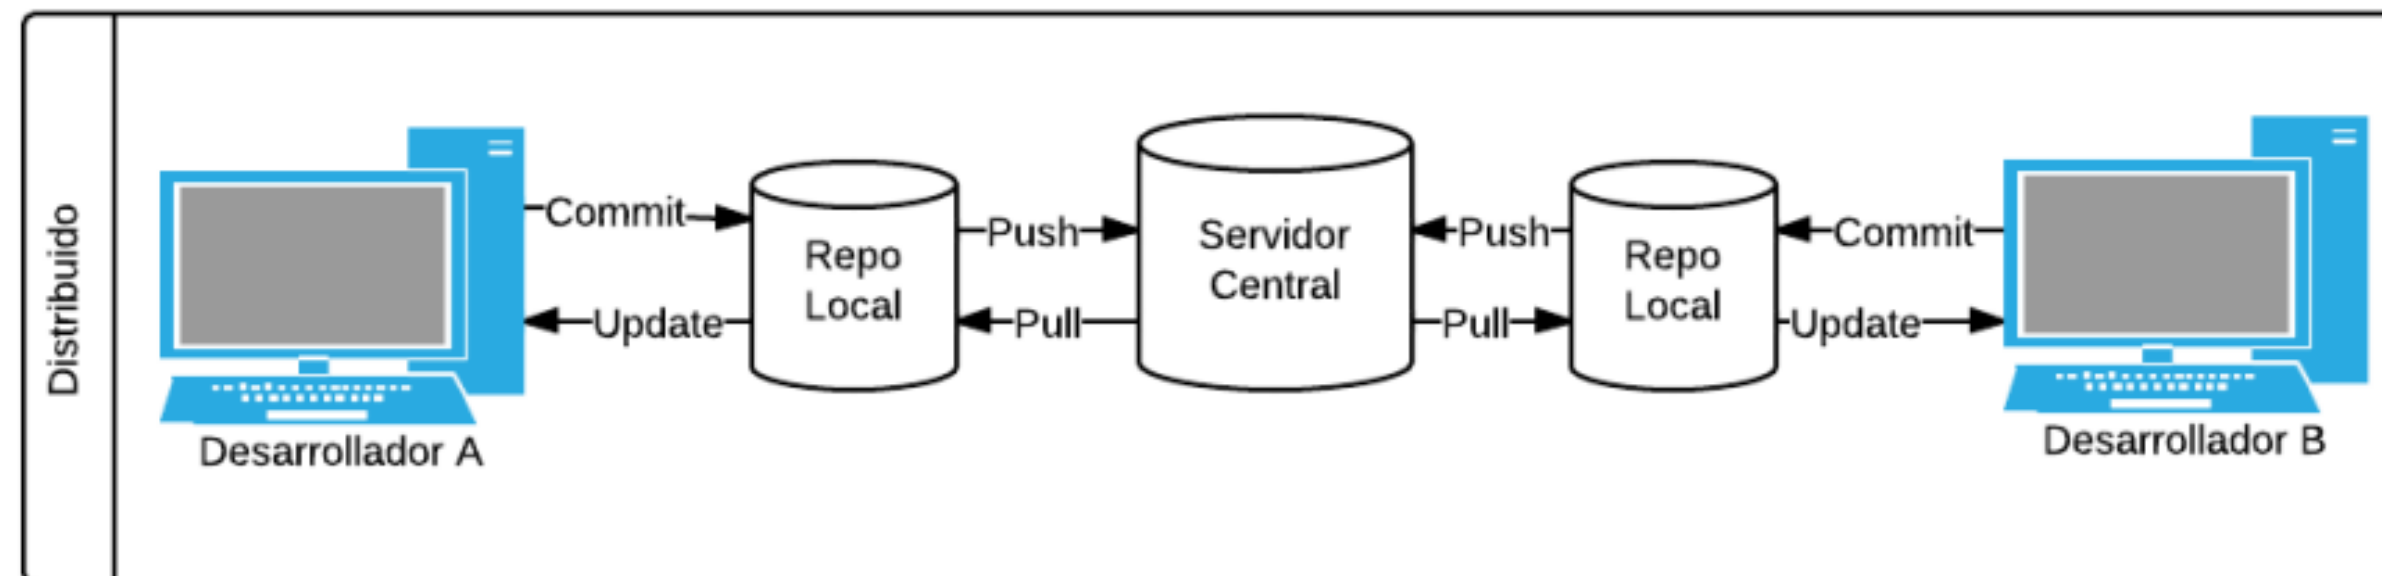 Distribuido
Commit
Update
Desarrollador A
Repo
Local
Push
Pull
Servidor
Central
Push
Pull
Repo
Local
Commit
Update
Desarrollador B